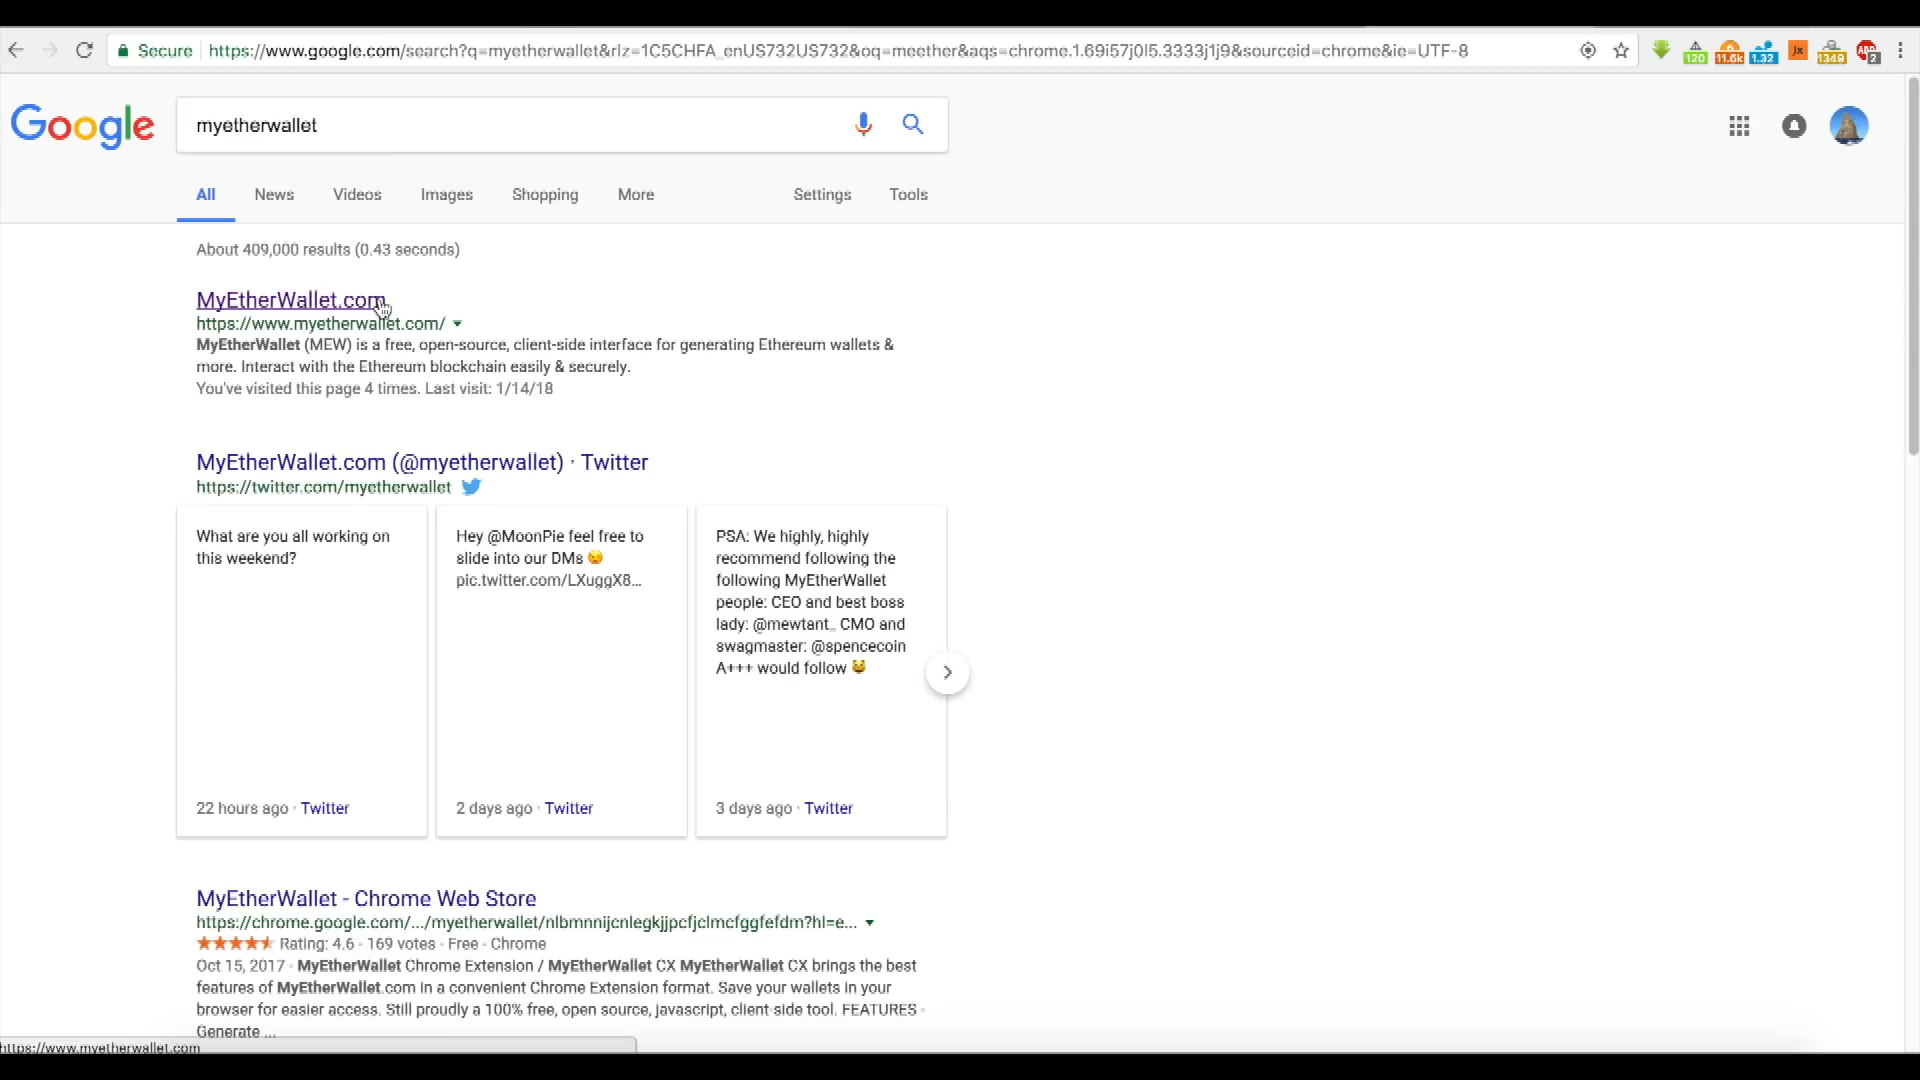 Secure https://www.google.com/search?q=myetherwallet&rlz=1C5CHFA_enUS732US732&oq=meether&aqs=chrome.1.69i57j0l5.3333j1j9&sourceid=chrome&ie=UTF-8
120 11.6k 1.32 Jx 1349 ABP 2
Google myetherwallet
All News Videos Images Shopping More Settings Tools
About 409,000 results (0.43 seconds)
MyEtherWallet.com
https://www.myetherwallet.com/
MyEtherWallet (MEW) is a free, open-source, client-side interface for generating Ethereum wallets &
more. Interact with the Ethereum blockchain easily & securely.
You've visited this page 4 times. Last visit: 1/14/18
MyEtherWallet.com (@myetherwallet) · Twitter
https://twitter.com/myetherwallet
What are you all working on
this weekend?
22 hours ago · Twitter
Hey @MoonPie feel free to
slide into our DMs 😉
pic.twitter.com/LXuggX8...
2 days ago · Twitter
PSA: We highly, highly
recommend following the
following MyEtherWallet
people: CEO and best boss
lady: @mewtant_ CMO and
swagmaster: @spencecoin
A+++ would follow 😺
3 days ago · Twitter
MyEtherWallet - Chrome Web Store
https://chrome.google.com/.../myetherwallet/nlbmnnijcnlegkjjpcfjclmcfggfefdm?hl=e...
Rating: 4.6 - 169 votes - Free - Chrome
Oct 15, 2017 - MyEtherWallet Chrome Extension / MyEtherWallet CX MyEtherWallet CX brings the best
features of MyEtherWallet.com in a convenient Chrome Extension format. Save your wallets in your
browser for easier access. Still proudly a 100% free, open source, javascript, client-side tool. FEATURES -
Generate ...
https://www.myetherwallet.com